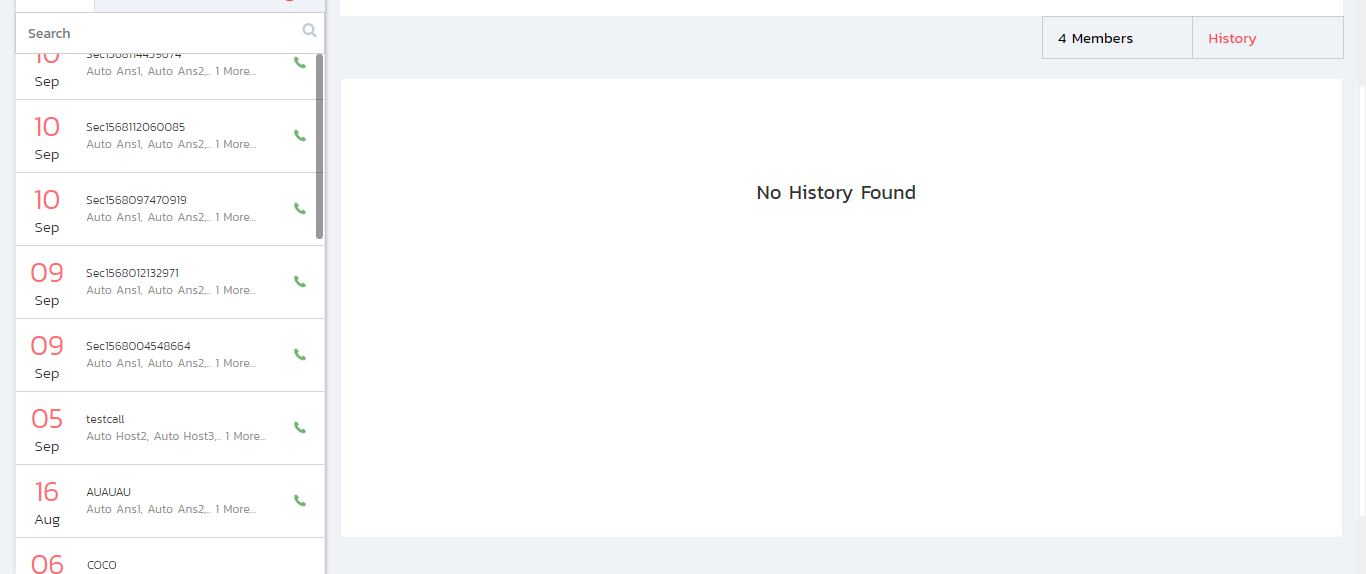 Search
4 Members
History
10
Sep
Sec1568114459674
Auto Ans1, Auto Ans2,.. 1 More...
10
Sep
Sec1568112060085
Auto Ans1, Auto Ans2,.. 1 More...
10
Sep
Sec1568097470919
Auto Ans1, Auto Ans2,.. 1 More...
09
Sep
Sec1568012132971
Auto Ans1, Auto Ans2,.. 1 More...
09
Sep
Sec1568004548664
Auto Ans1, Auto Ans2,.. 1 More...
05
Sep
testcall
Auto Host2, Auto Host3,.. 1 More...
16
Aug
AUAUAU
Auto Ans1, Auto Ans2,.. 1 More...
06
COCO
No History Found